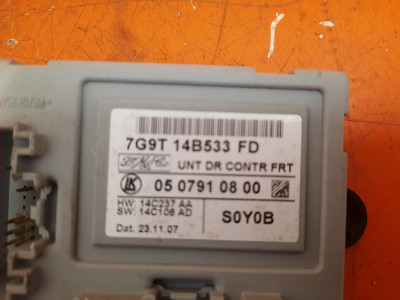 7G9T 14B533 FD
UNT DR CONTR FRT
05 0791 08 00
HW: 14C237 AA
SW: 14C108 AD
S0Y0B
Dat. 23.11.07